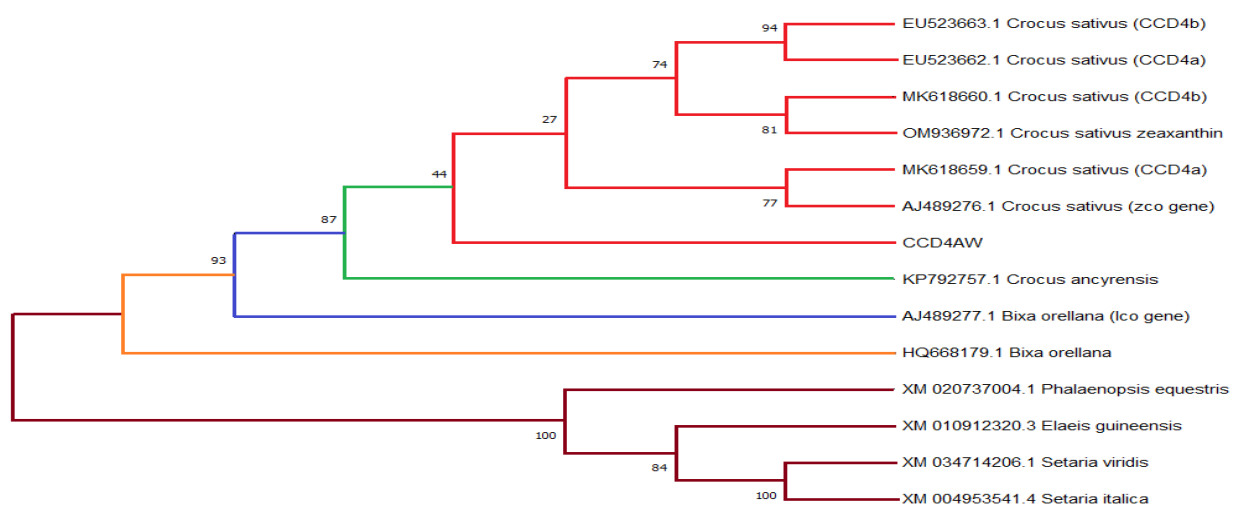 EU523663.1 Crocus sativus (CCD4b)
94
EU523662.1 Crocus sativus (CCD4a)
74
MK618660.1 Crocus sativus (CCD4b)
27
81
OM936972.1 Crocus sativus zeaxanthin
MK618659.1 Crocus sativus (CCD4a)
44
77
AJ489276.1 Crocus sativus (zco gene)
87
CCD4AW
93
KP792757.1 Crocus ancyrensis
AJ489277.1 Bixa orellana (lco gene)
HQ668179.1 Bixa orellana
XM 020737004.1 Phalaenopsis equestris
100
XM 010912320.3 Elaeis guineensis
84
XM 034714206.1 Setaria viridis
100
XM 004953541.4 Setaria italica